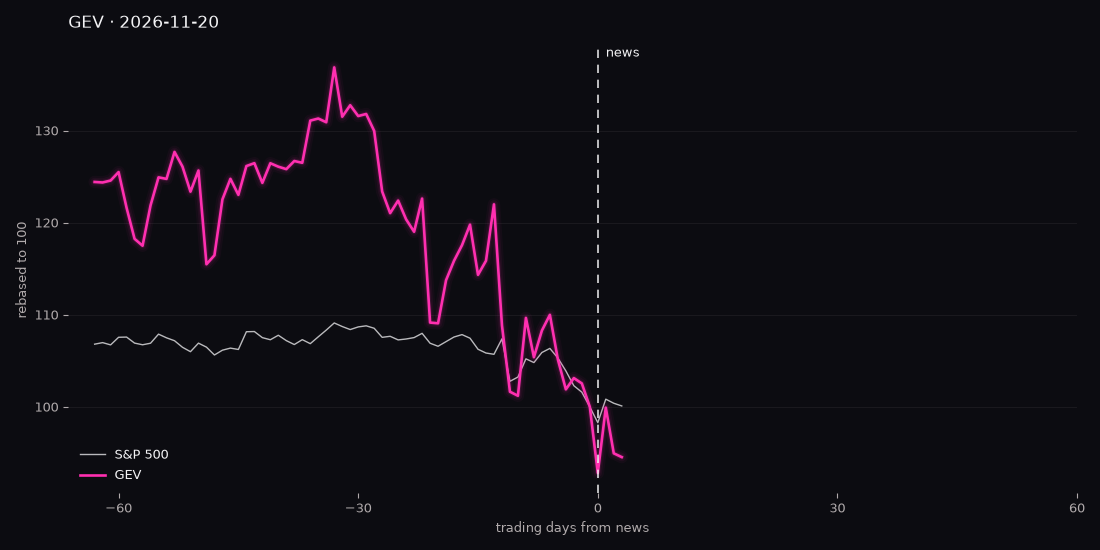 GEV · 2026-11-20
news
130
120
110
100
rebased to 100
S&P 500
GEV
−60
−30
0
30
60
trading days from news